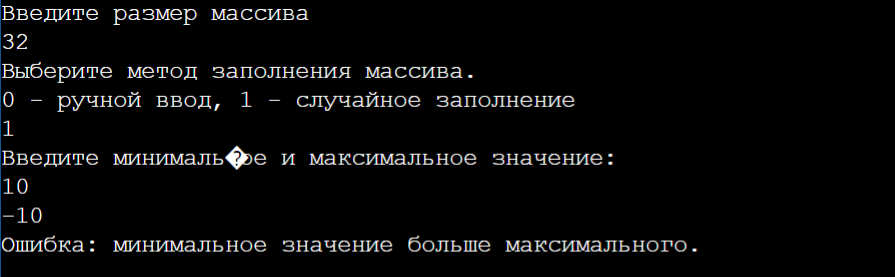 Введите размер массива
32
Выберите метод заполнения массива.
0 - ручной ввод, 1 - случайное заполнение
1
Введите минималь�ое и максимальное значение:
10
-10
Ошибка: минимальное значение больше максимального.